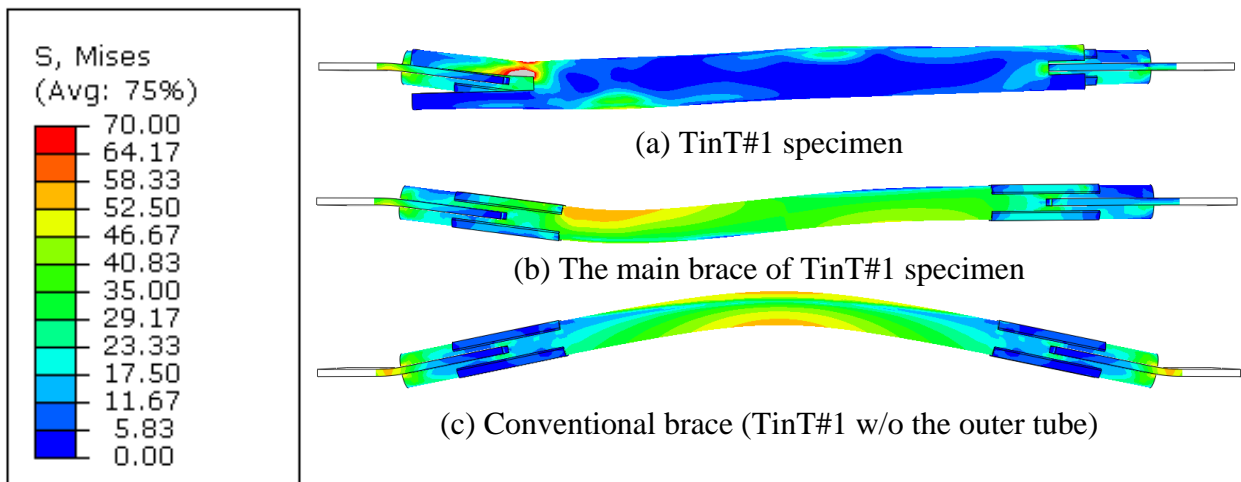 S, Mises
(Avg: 75%)
70.00
64.17
58.33
52.50
46.67
40.83
35.00
29.17
23.33
17.50
11.67
5.83
0.00
(a) TinT#1 specimen
(b) The main brace of TinT#1 specimen
(c) Conventional brace (TinT#1 w/o the outer tube)